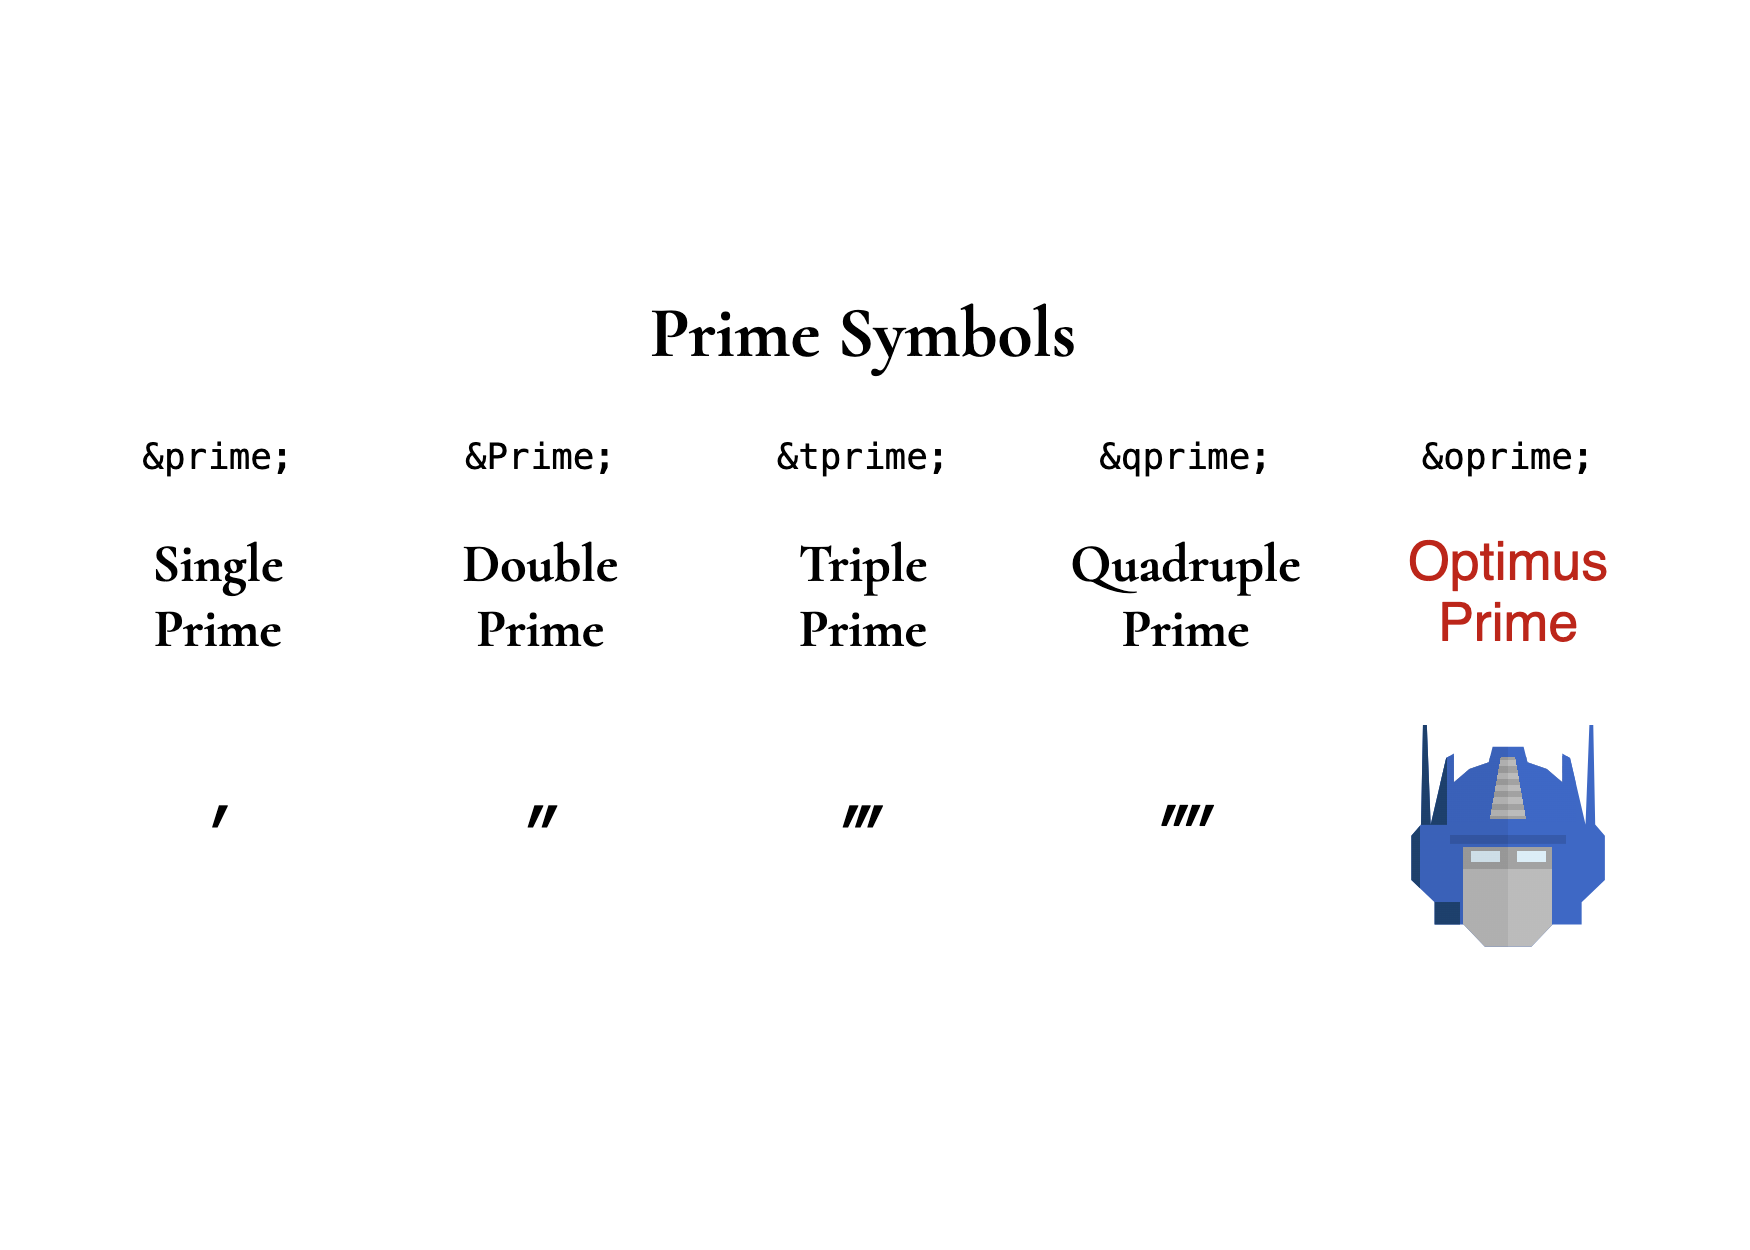 Prime Symbols
&prime; &Prime; &tprime; &qprime; &oprime;
Single Double Triple Quadruple Optimus
Prime Prime Prime Prime Prime
′ ″ ‴ ⁗